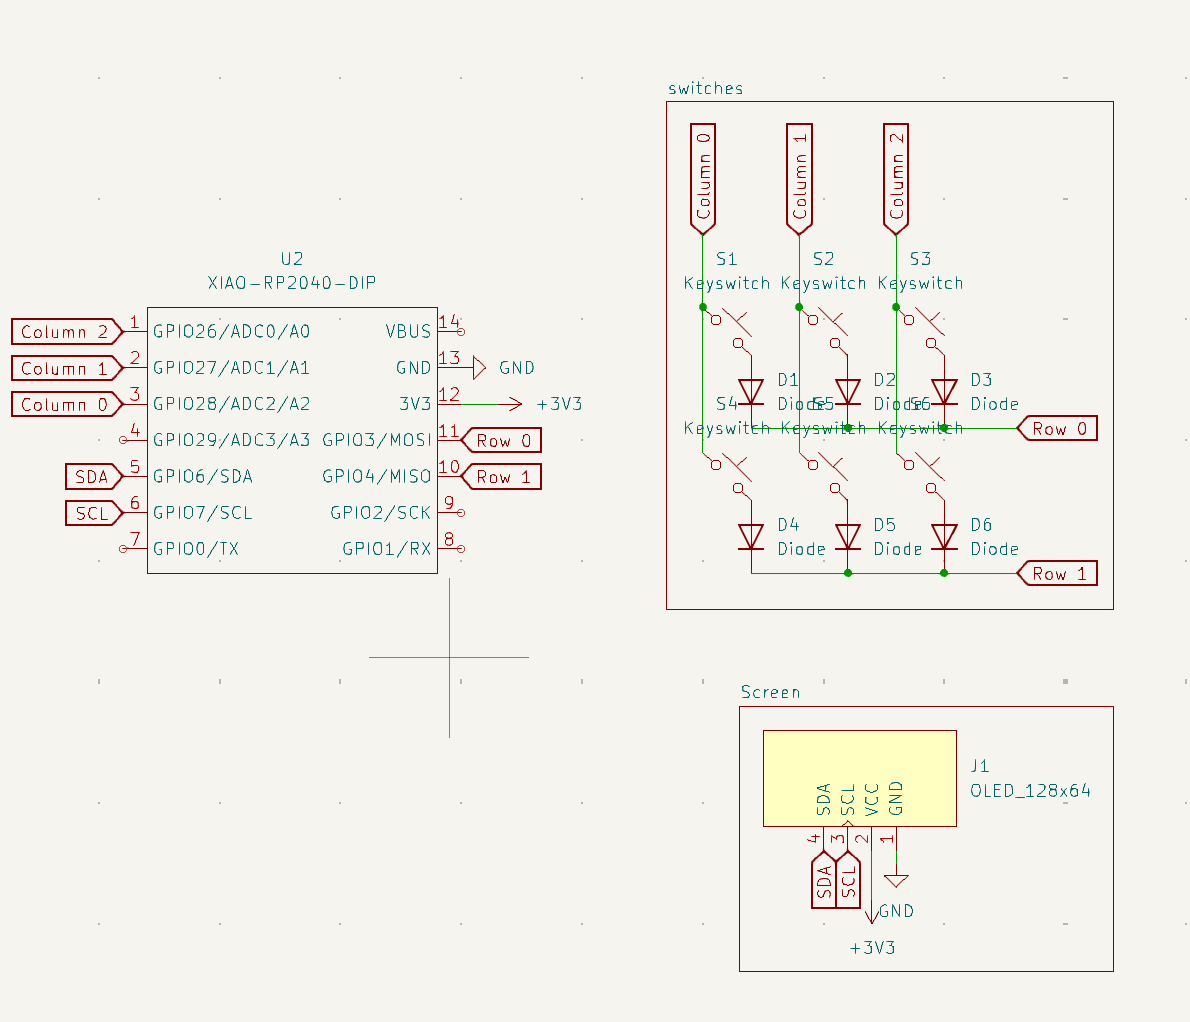 switches
Column 0
Column 1
Column 2
S1
Keyswitch
S2
Keyswitch
S3
Keyswitch
D1
Diode
D2
Diode
D3
Diode
S4
Keyswitch
S5
Keyswitch
S6
Keyswitch
Row 0
D4
Diode
D5
Diode
D6
Diode
Row 1
U2
XIAO-RP2040-DIP
Column 2 1 GPIO26/ADC0/A0
Column 1 2 GPIO27/ADC1/A1
Column 0 3 GPIO28/ADC2/A2
4 GPIO29/ADC3/A3
SDA 5 GPIO6/SDA
SCL 6 GPIO7/SCL
7 GPIO0/TX
VBUS 14
GND 13 GND
3V3 12 +3V3
GPIO3/MOSI 11 Row 0
GPIO4/MISO 10 Row 1
GPIO2/SCK 9
GPIO1/RX 8
Screen
J1
OLED_128x64
SDA
SCL
VCC
GND
4
3
2
1
SDA
SCL
GND
+3V3